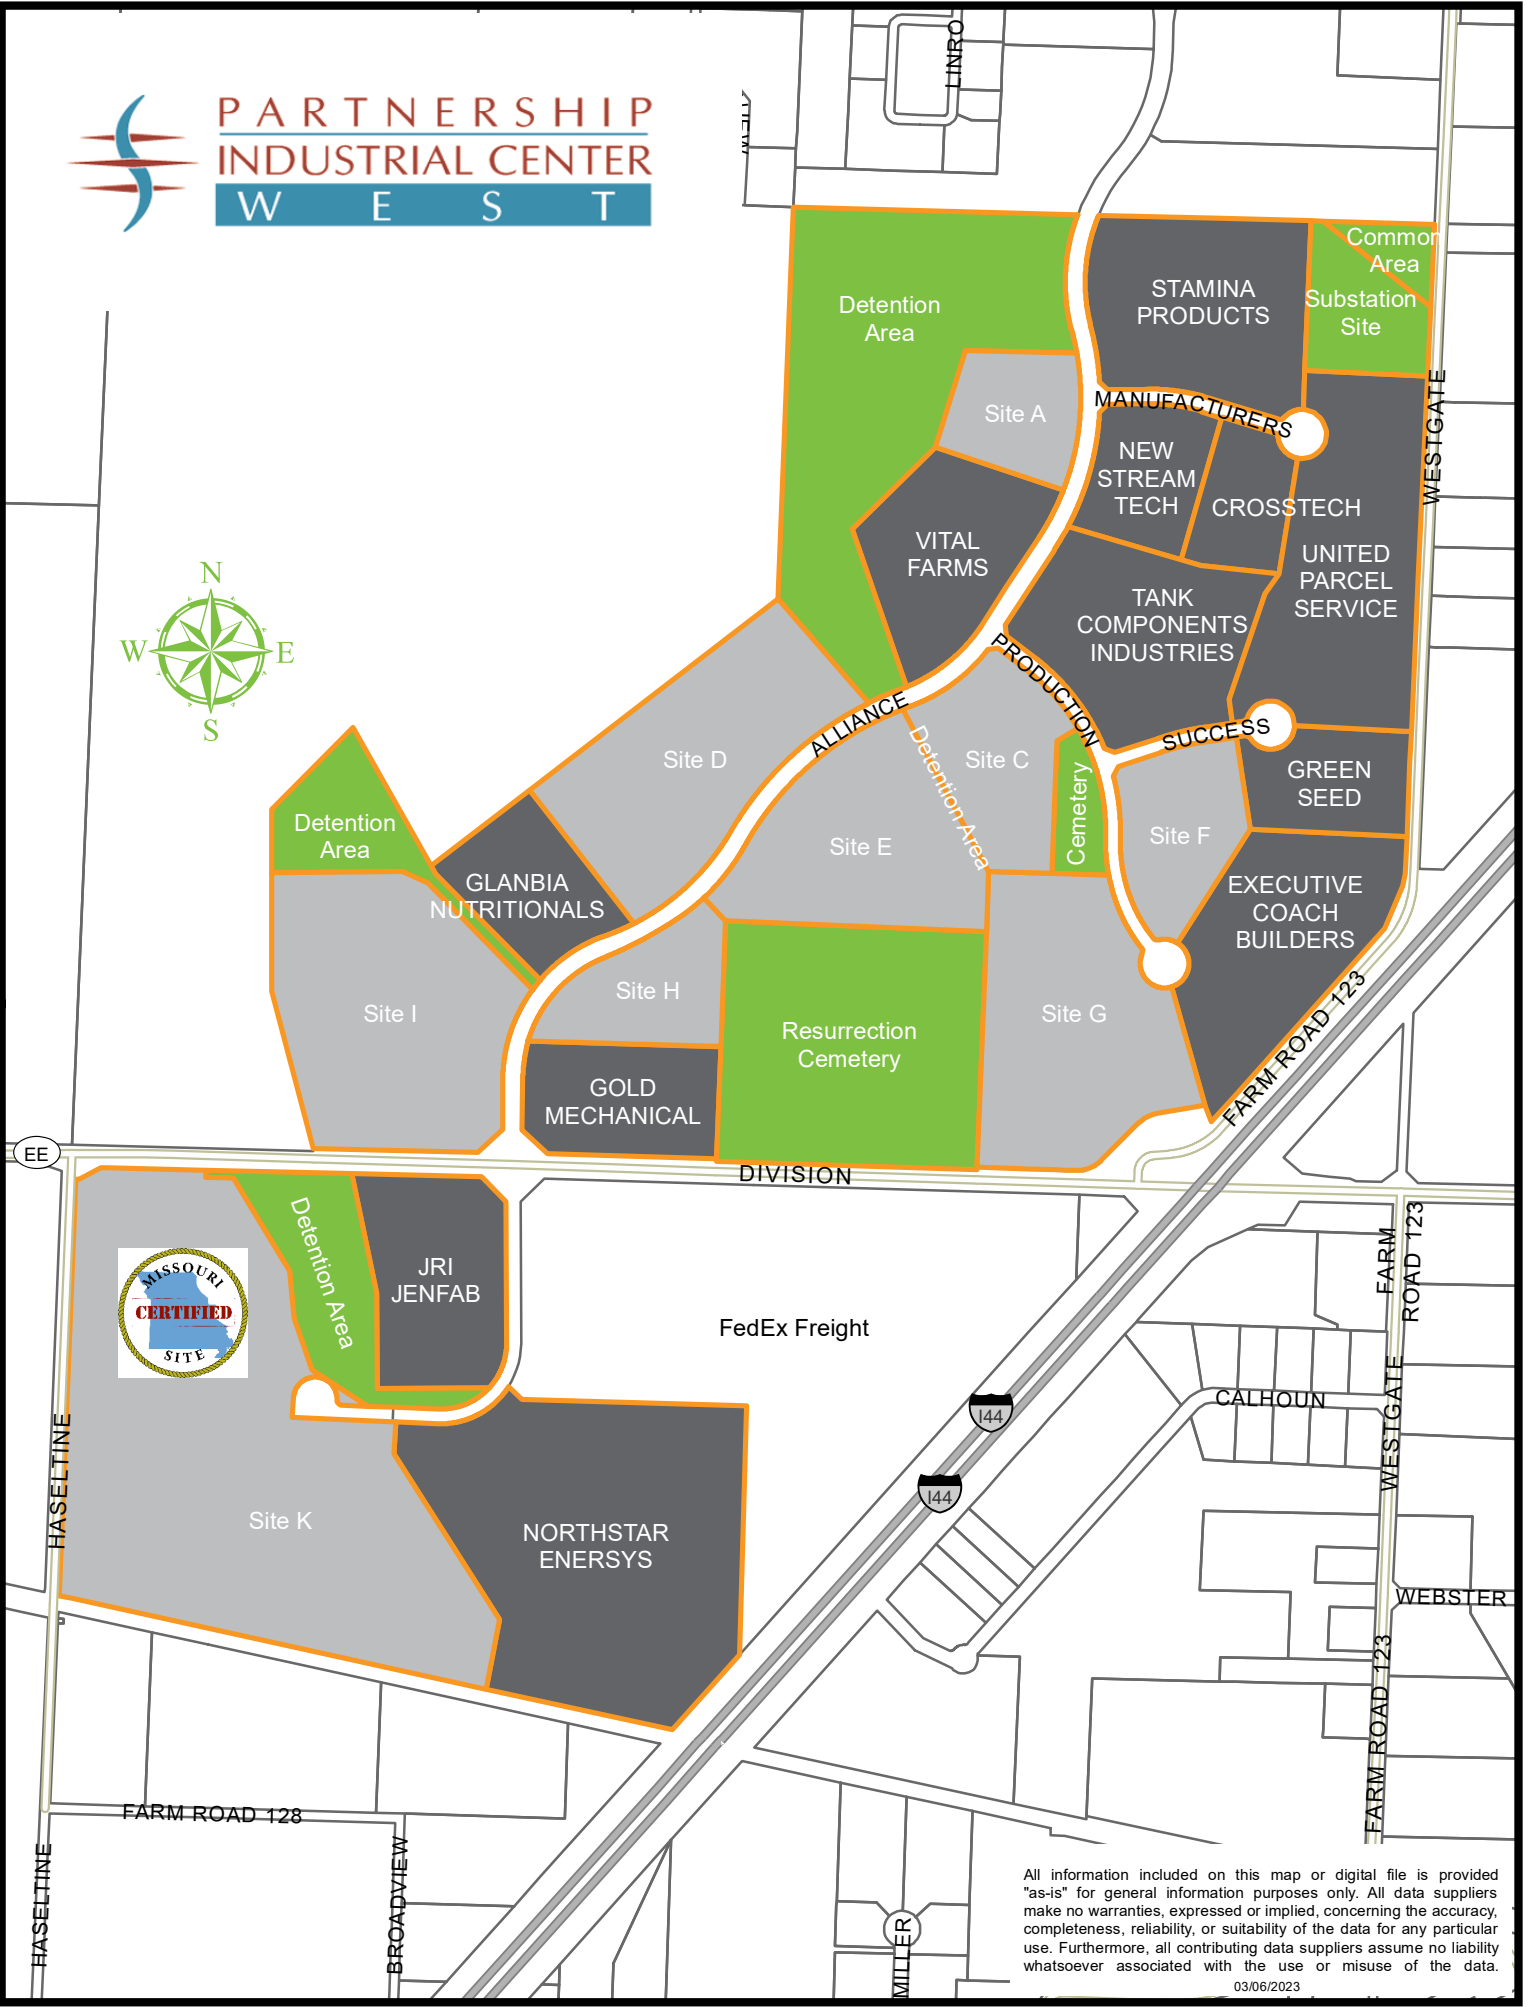 LINRO
PARTNERSHIP
INDUSTRIAL CENTER
WEST
Common
Area
Substation
Site
STAMINA
PRODUCTS
Detention
Area
Site A
MANUFACTURERS
WESTGATE
NEW
STREAM
TECH
CROSSTECH
VITAL
FARMS
UNITED
PARCEL
SERVICE
TANK
COMPONENTS
INDUSTRIES
N
W
E
S
PRODUCTION
ALLIANCE
SUCCESS
Site D
Detention Area
Site C
Cemetery
GREEN
SEED
Detention
Area
Site E
Site F
GLANBIA
NUTRITIONALS
EXECUTIVE
COACH
BUILDERS
Site I
Site H
Site G
Resurrection
Cemetery
FARM ROAD 123
GOLD
MECHANICAL
EE
DIVISION
Detention Area
JRI
JENFAB
MISSOURI
CERTIFIED
SITE
FedEx Freight
FARM
ROAD 123
CALHOUN
WESTGATE
I44
I44
HASELTINE
Site K
NORTHSTAR
ENERSYS
WEBSTER
FARM ROAD 123
FARM ROAD 128
HASELTINE
BROADVIEW
MILLER
All information included on this map or digital file is provided
"as-is" for general information purposes only. All data suppliers
make no warranties, expressed or implied, concerning the accuracy,
completeness, reliability, or suitability of the data for any particular
use. Furthermore, all contributing data suppliers assume no liability
whatsoever associated with the use or misuse of the data.
03/06/2023